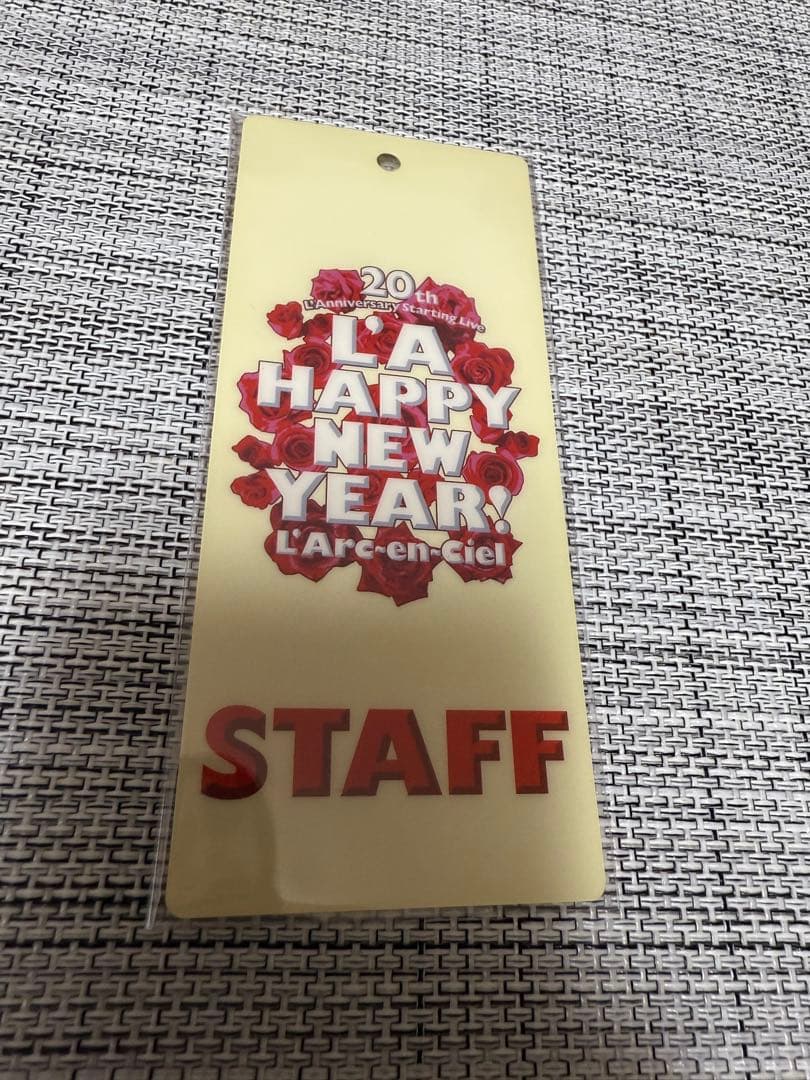 20th
L'Anniversary Starting Live
L'A
HAPPY
NEW
YEAR!
L'Arc-en-Ciel
STAFF